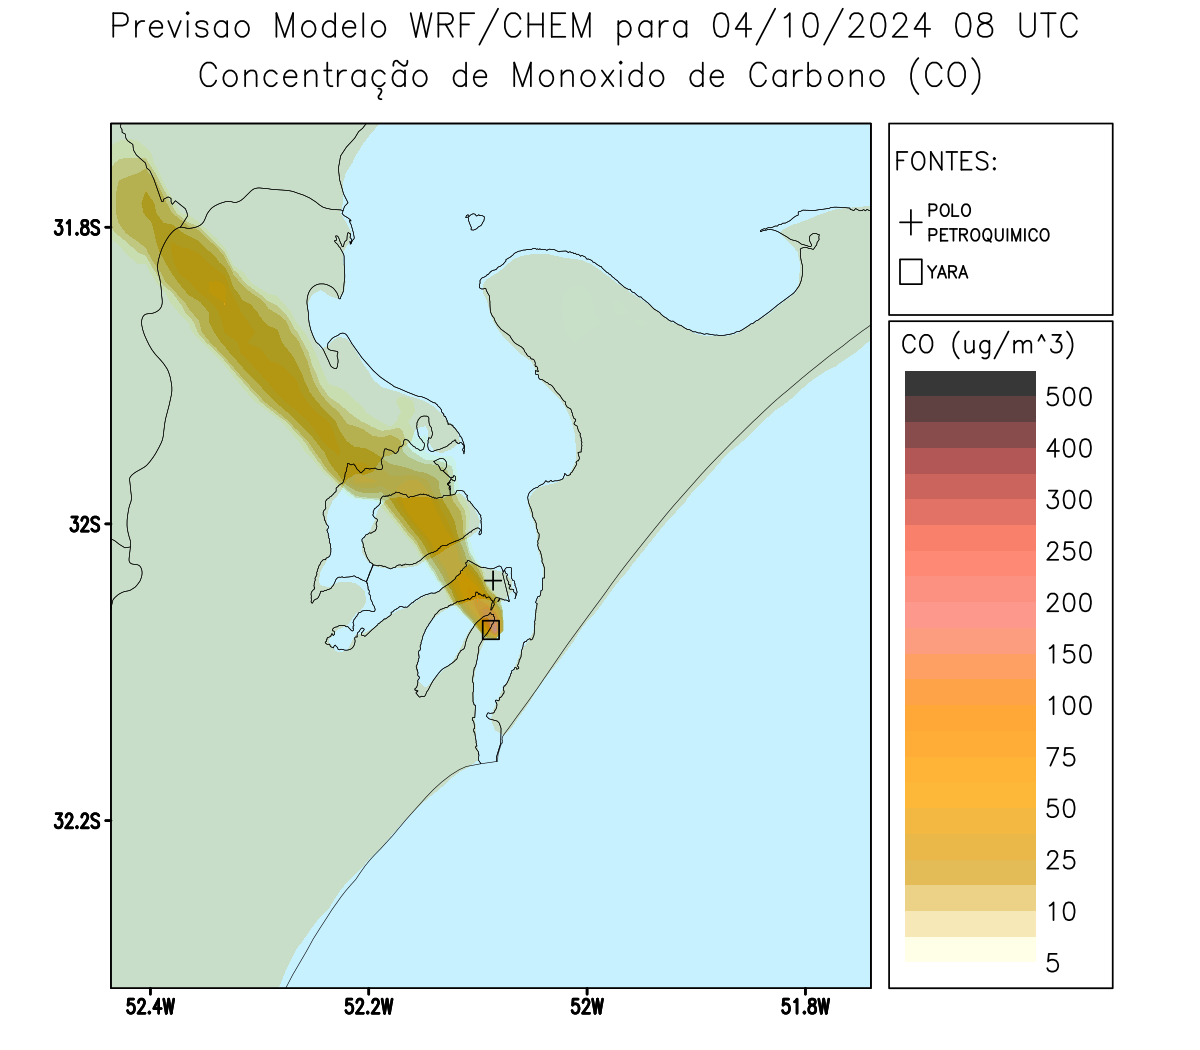 Previsao Modelo WRF/CHEM para 04/10/2024 08 UTC
Concentração de Monoxido de Carbono (CO)
FONTES:
POLO
PETROQUIMICO
YARA
CO (ug/m^3)
500
400
300
250
200
150
100
75
50
25
10
5
31.8S
32S
32.2S
52.4W
52.2W
52W
51.8W